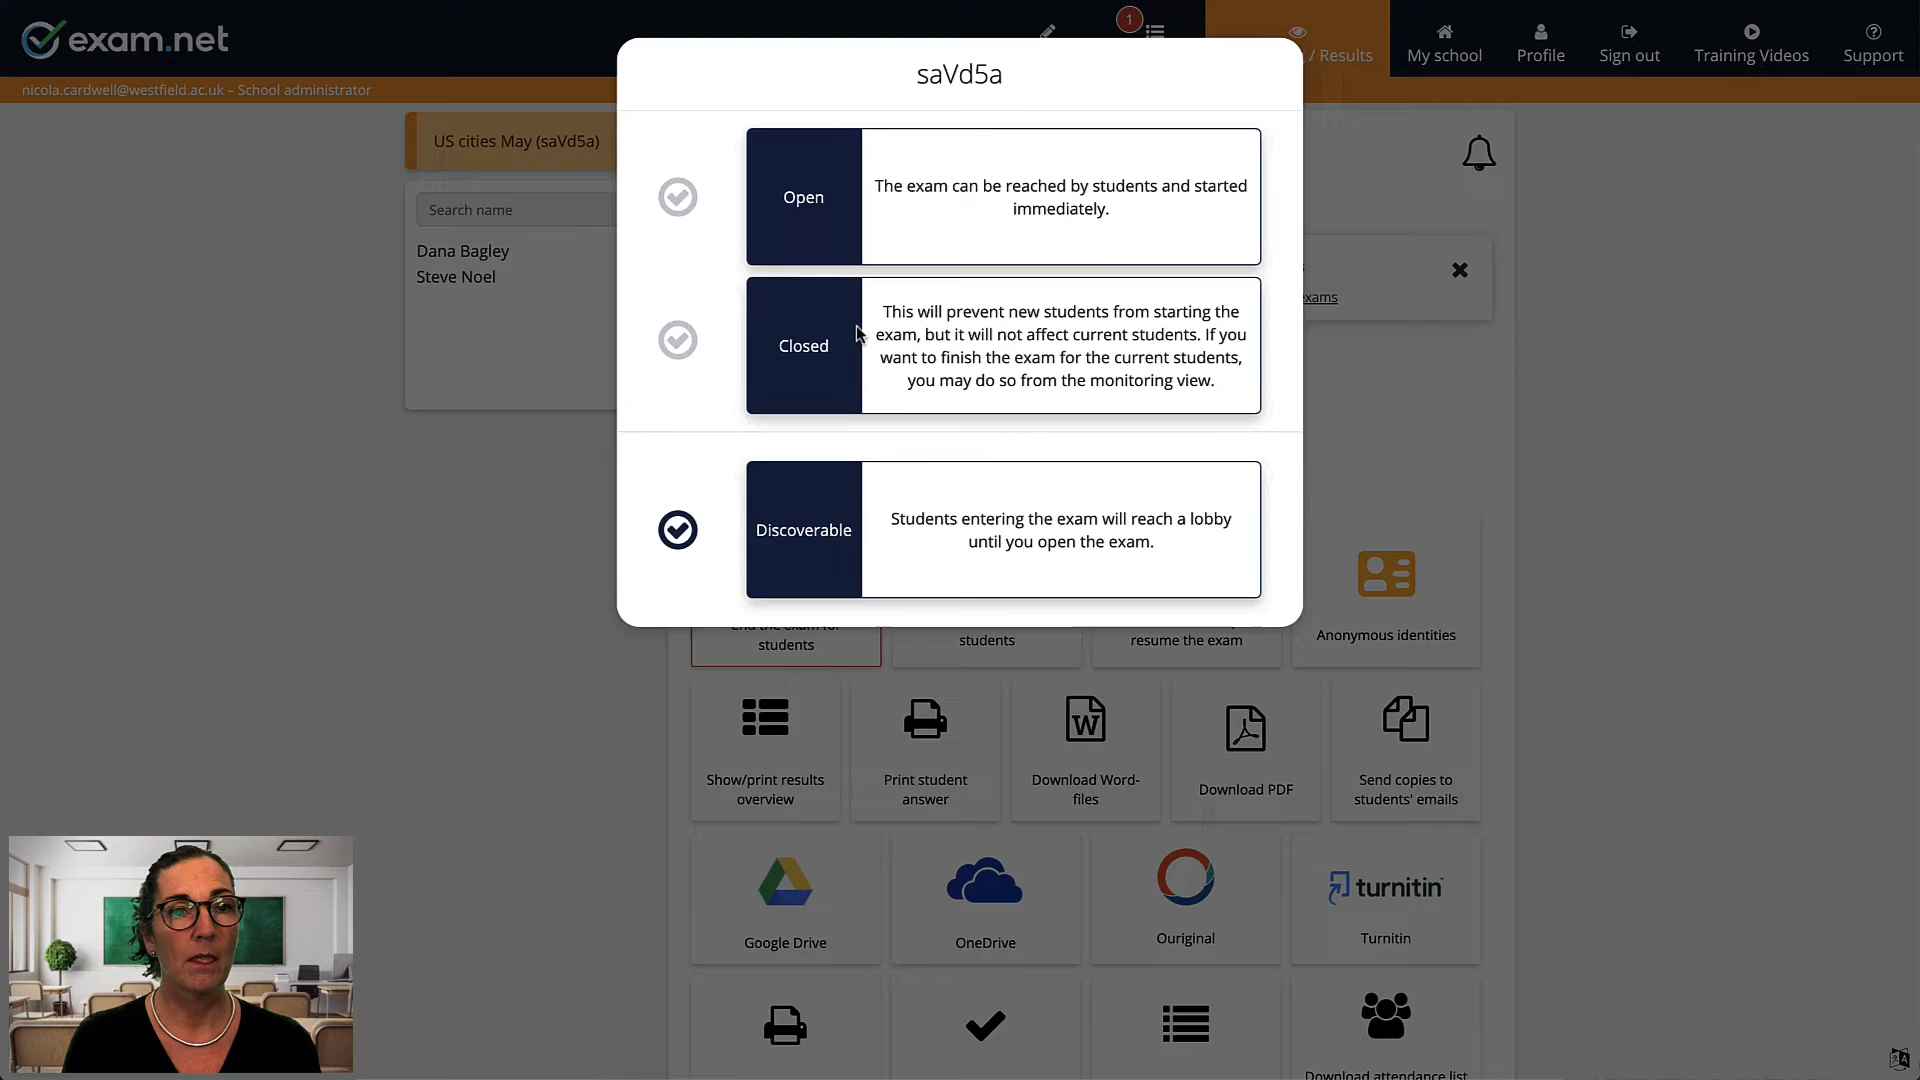 exam.net
1
/ Results
My school
Profile
Sign out
Training Videos
Support
nicola.cardwell@westfield.ac.uk – School administrator
saVd5a
US cities May (saVd5a)
Search name
Dana Bagley
Steve Noel
Open
The exam can be reached by students and started
immediately.
Closed
This will prevent new students from starting the
exam, but it will not affect current students. If you
want to finish the exam for the current students,
you may do so from the monitoring view.
exams
Discoverable
Students entering the exam will reach a lobby
until you open the exam.
End the exam for
students
students
resume the exam
Anonymous identities
Show/print results
overview
Print student
answer
W
Download Word-
files
Download PDF
Send copies to
students' emails
Google Drive
OneDrive
Ouriginal
turnitin
Turnitin
Download attendance list